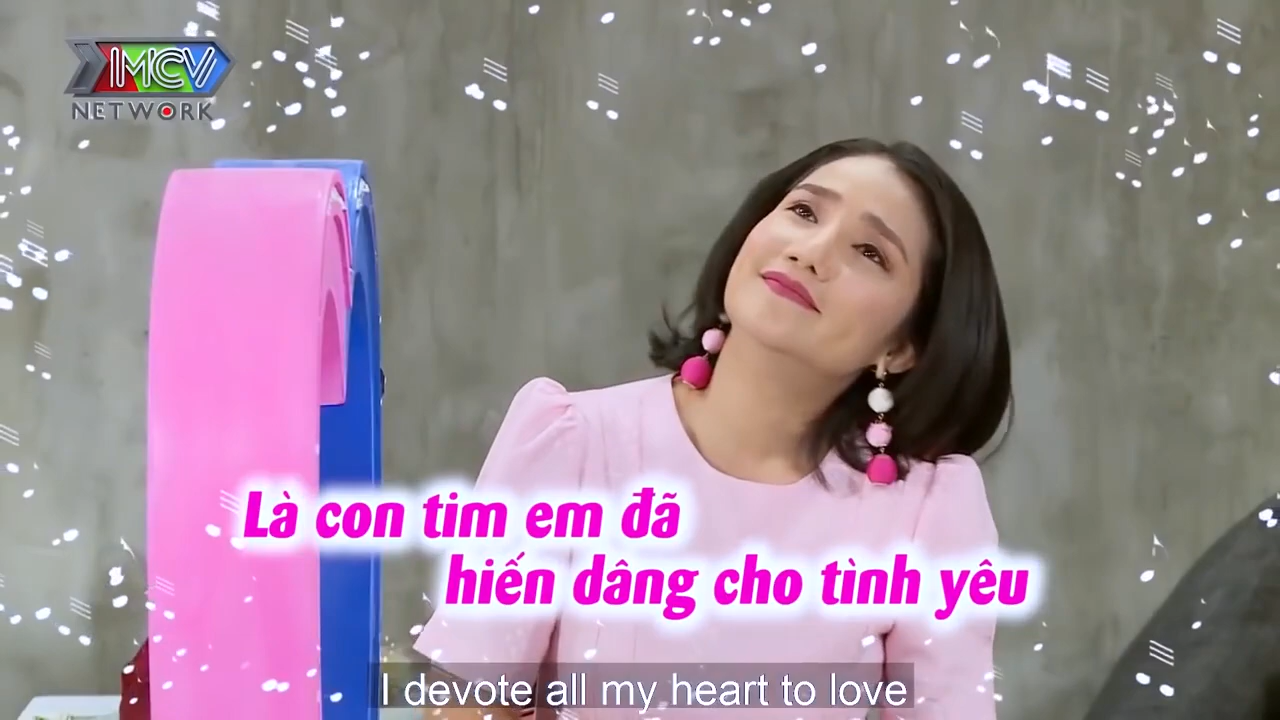 MCV
NETWORK
Là con tim em đã
hiến dâng cho tình yêu
I devote all my heart to love